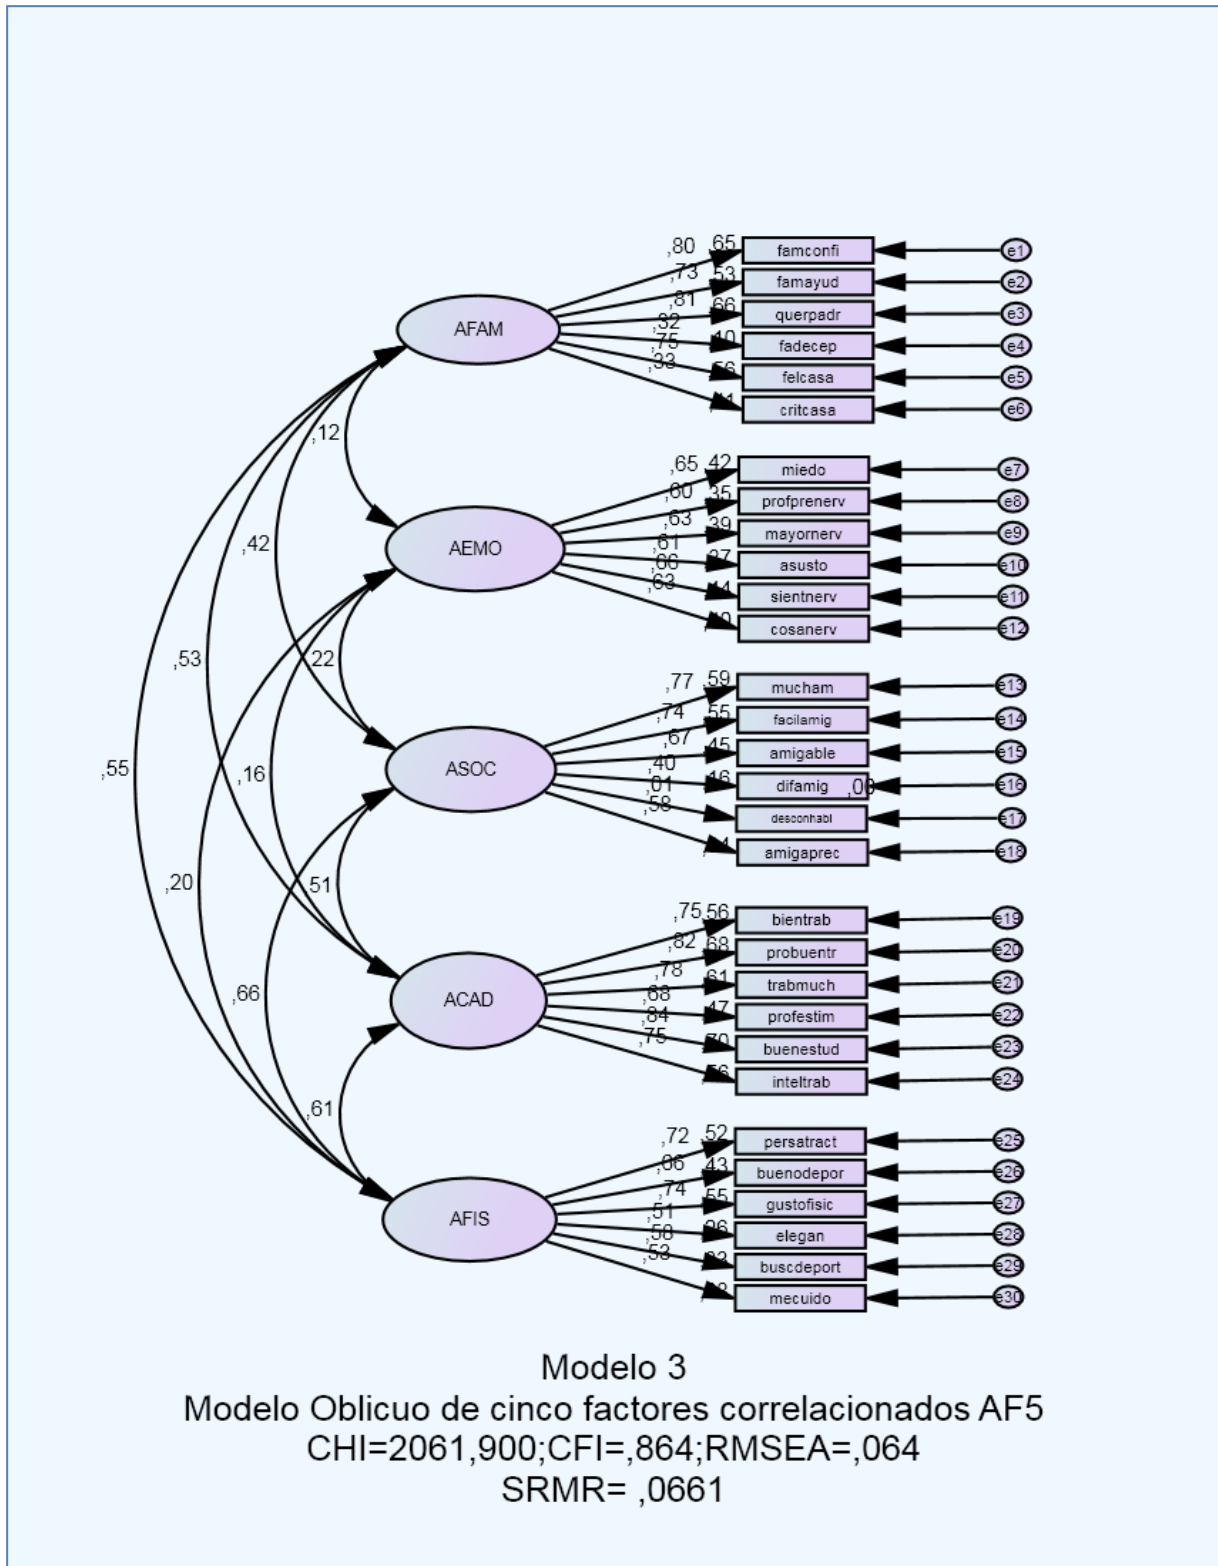 ,80 ,65 famconfi e1
,73 ,53 famayud e2
,81 ,66 querpadr e3
AFAM
,32 ,10 fadecep e4
,75 ,56 felcasa e5
,33 critcasa e6
,12
,65 ,42 miedo e7
,60 ,35 profprenerv e8
,63 ,39 mayornerv e9
,42
AEMO
,61 ,37 asusto e10
,66 ,44 sientnerv e11
,63 ,40 cosanerv e12
,53
22
,77 ,59 mucham e13
,74 ,55 facilamig e14
,67 ,45 amigable e15
,55
,16
ASOC
,40 ,16 difamig ,00 e16
,01 desconhabl e17
,58 amigaprec e18
,20
51
,75 ,56 bientrab e19
,82 ,68 probuentr e20
,78 ,61 trabmuch e21
,66
ACAD
,68 ,47 profestim e22
,84 ,70 buenestud e23
,75 ,56 inteltrab e24
,61
,72 ,52 persatract e25
,66 ,43 buenodepor e26
,74 ,55 gustofisic e27
AFIS
,51 ,26 elegan e28
,58 ,33 buscdeport e29
,53 mecuido e30
Modelo 3
Modelo Oblicuo de cinco factores correlacionados AF5
CHI=2061,900;CFI=,864;RMSEA=,064
SRMR= ,0661